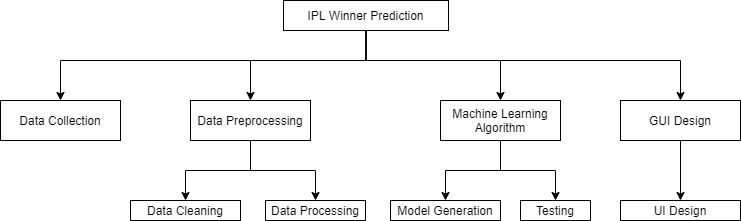 IPL Winner Prediction
Data Collection
Data Preprocessing
Machine Learning
Algorithm
GUI Design
Data Cleaning
Data Processing
Model Generation
Testing
UI Design